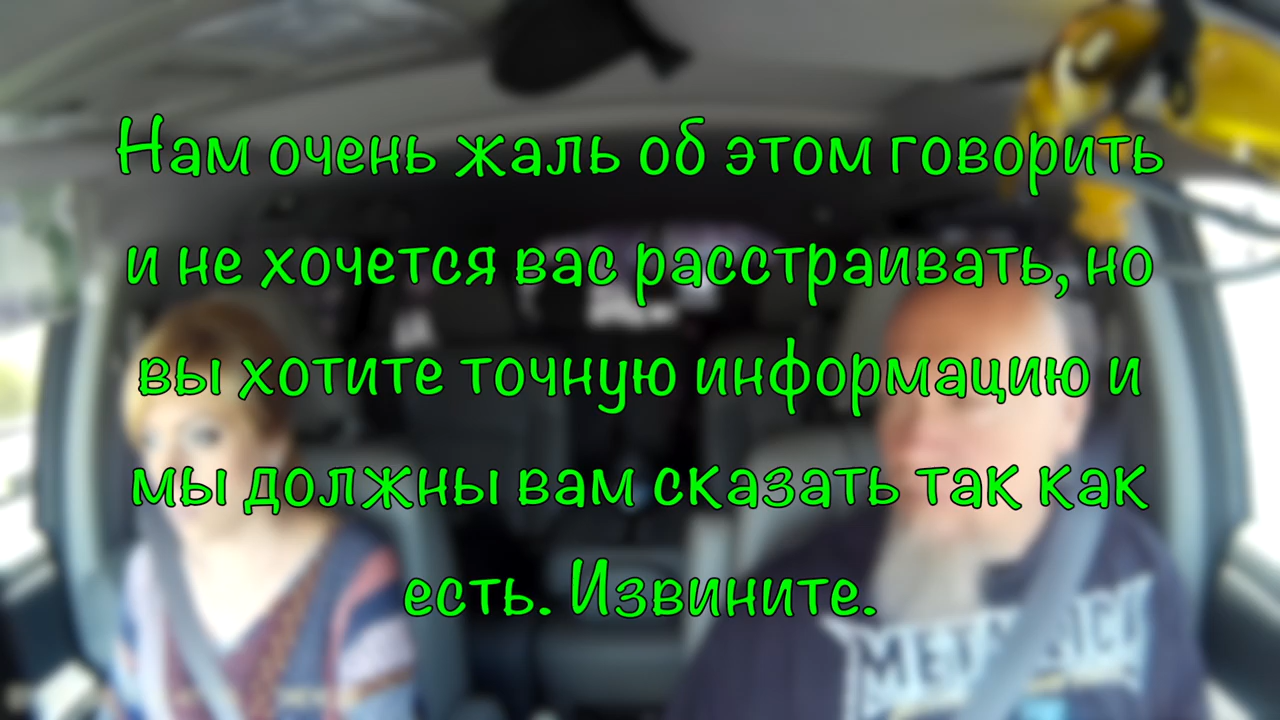 Нам очень жаль об этом говорить
и не хочется вас расстраивать, но
вы хотите точную информацию и
мы должны вам сказать так как
есть. Извините.
METALLICA